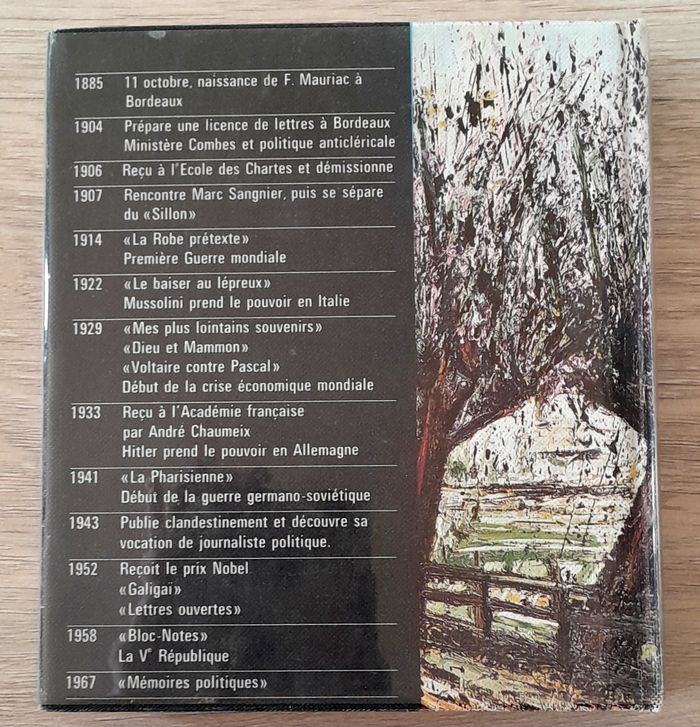 1885 11 octobre, naissance de F. Mauriac à
Bordeaux
1904 Prépare une licence de lettres à Bordeaux
Ministère Combes et politique anticléricale
1906 Reçu à l'Ecole des Chartes et démissionne
1907 Rencontre Marc Sangnier, puis se sépare
du «Sillon»
1914 «La Robe prétexte»
Première Guerre mondiale
1922 «Le baiser au lépreux»
Mussolini prend le pouvoir en Italie
1929 «Mes plus lointains souvenirs»
«Dieu et Mammon»
«Voltaire contre Pascal»
Début de la crise économique mondiale
1933 Reçu à l'Académie française
par André Chaumeix
Hitler prend le pouvoir en Allemagne
1941 «La Pharisienne»
Début de la guerre germano-soviétique
1943 Publie clandestinement et découvre sa
vocation de journaliste politique.
1952 Reçoit le prix Nobel
«Galigaï»
«Lettres ouvertes»
1958 «Bloc-Notes»
La Ve République
1967 «Mémoires politiques»